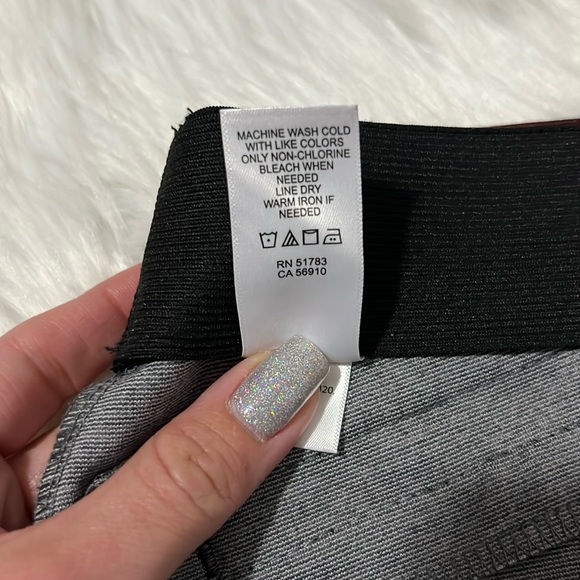 MACHINE WASH COLD
WITH LIKE COLORS
ONLY NON-CHLORINE
BLEACH WHEN
NEEDED
LINE DRY
WARM IRON IF
NEEDED
RN 51783
CA 56910